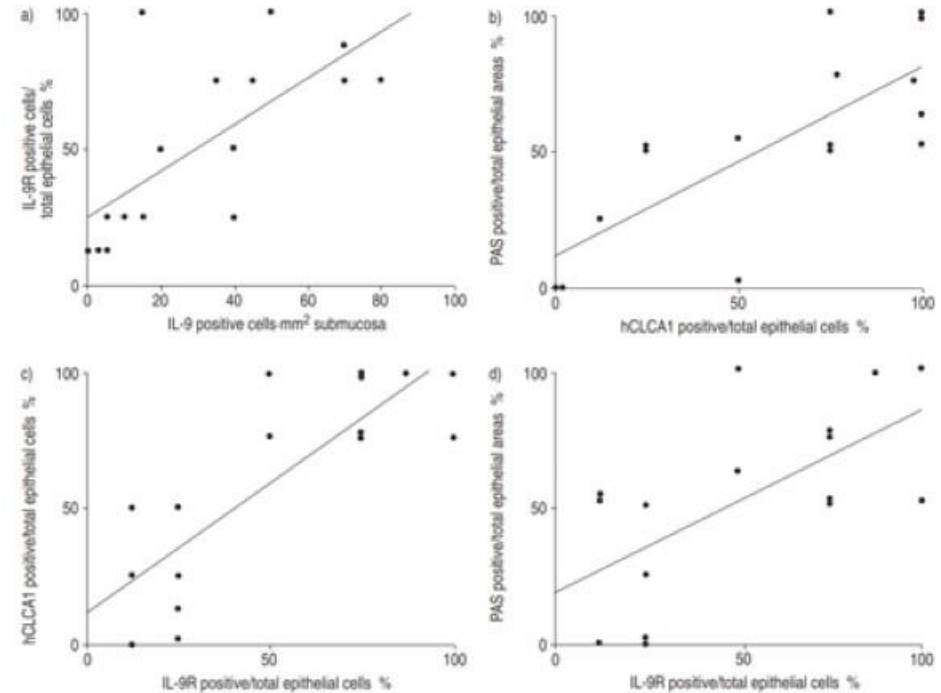 a)
100
50
0
IL-9R positive cells/
total epithelial cells %
0 20 40 60 80 100
IL-9 positive cells·mm² submucosa
b)
100
50
0
PAS positive/total epithelial areas %
0 50 100
hCLCA1 positive/total epithelial cells %
c)
100
50
0
hCLCA1 positive/total epithelial cells %
0 50 100
IL-9R positive/total epithelial cells %
d)
100
50
0
PAS positive/total epithelial areas %
0 50 100
IL-9R positive/total epithelial cells %